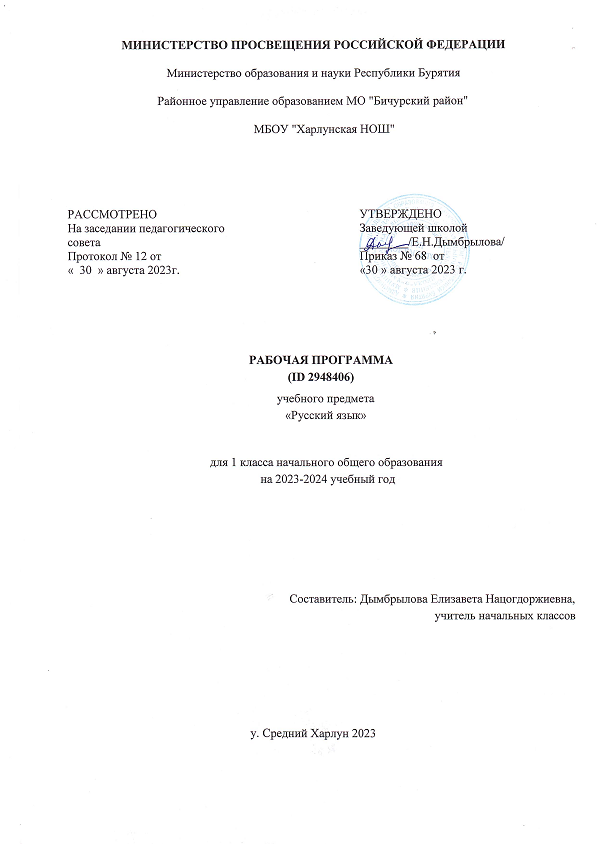 МИНИСТЕРСТВО ПРОСВЕЩЕНИЯ РОССИЙСКОЙ ФЕДЕРАЦИИ
Министерство образования и науки Республики Бурятия
Районное управление образованием МО "Бичурский район"
МБОУ "Харлунская НОШ"
РАССМОТРЕНО
На заседании педагогического
совета
Протокол № 12 от
« 30 » августа 2023г.
УТВЕРЖДЕНО
Заведующей школой
/Е.Н.Дымбрылова/
Приказ № 68 от
«30 » августа 2023 г.
РАБОЧАЯ ПРОГРАММА
(ID 2948406)
учебного предмета
«Русский язык»
для 1 класса начального общего образования
на 2023-2024 учебный год
Составитель: Дымбрылова Елизавета Нацогдоржиевна,
учитель начальных классов
у. Средний Харлун 2023